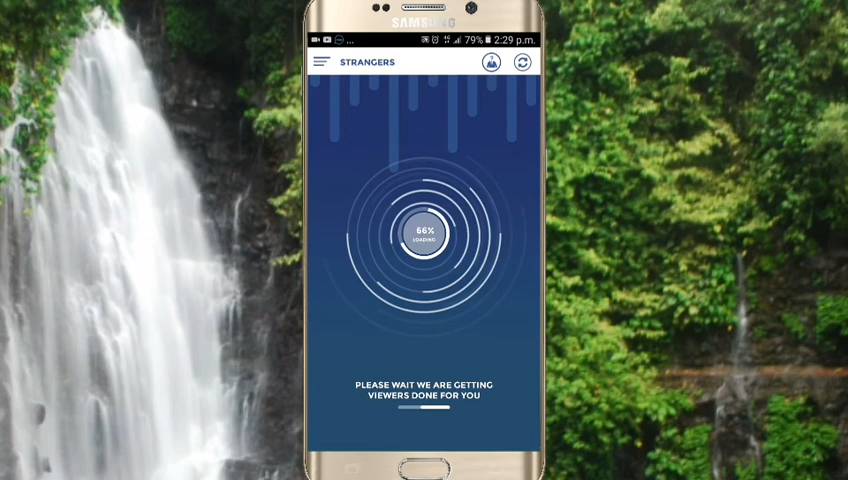 SAMSUNG
... 79% 2:29 p.m.
STRANGERS
66%
LOADING
PLEASE WAIT WE ARE GETTING
VIEWERS DONE FOR YOU